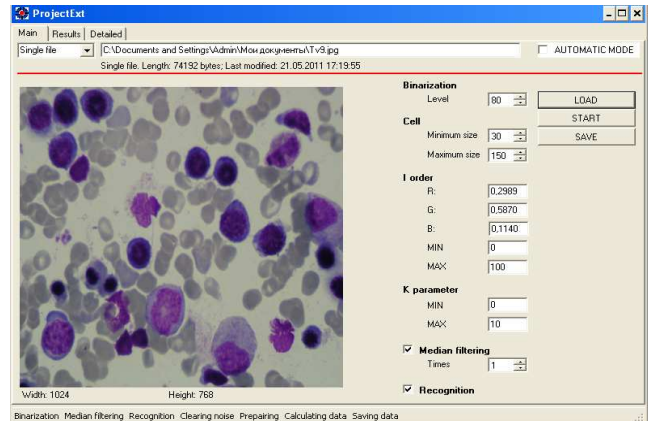 ProjectExt
Main Results Detailed
Single file C:\Documents and Settings\Admin\Мои документы\Tv9.jpg AUTOMATIC MODE
Single file. Length: 74192 bytes; Last modified: 21.05.2011 17:19:55
Binarization
Level 80 LOAD
START
Cell
Minimum size 30 SAVE
Maximum size 150
I order
R: 0,2989
G: 0,5870
B: 0,1140
MIN 0
MAX 100
K parameter
MIN 0
MAX 10
Median filtering
Times 1
Recognition
Width: 1024 Height: 768
Binarization Median filtering Recognition Clearing noise Prepairing Calculating data Saving data